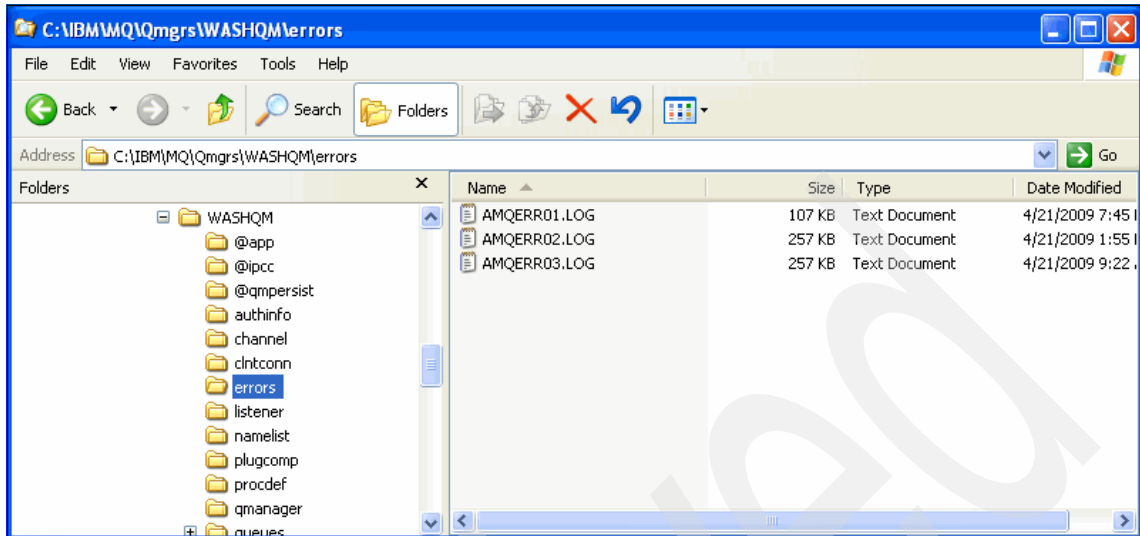 C:\IBM\MQ\Qmgrs\WASHQM\errors
File Edit View Favorites Tools Help
Back Search Folders
Address C:\IBM\MQ\Qmgrs\WASHQM\errors Go
Folders x Name Size Type Date Modified
WASHQM AMQERR01.LOG 107 KB Text Document 4/21/2009 7:45
@app AMQERR02.LOG 257 KB Text Document 4/21/2009 1:55
@ipcc AMQERR03.LOG 257 KB Text Document 4/21/2009 9:22
@qmpersist
authinfo
channel
clntconn
errors
listener
namelist
plugcomp
procdef
qmanager
queues